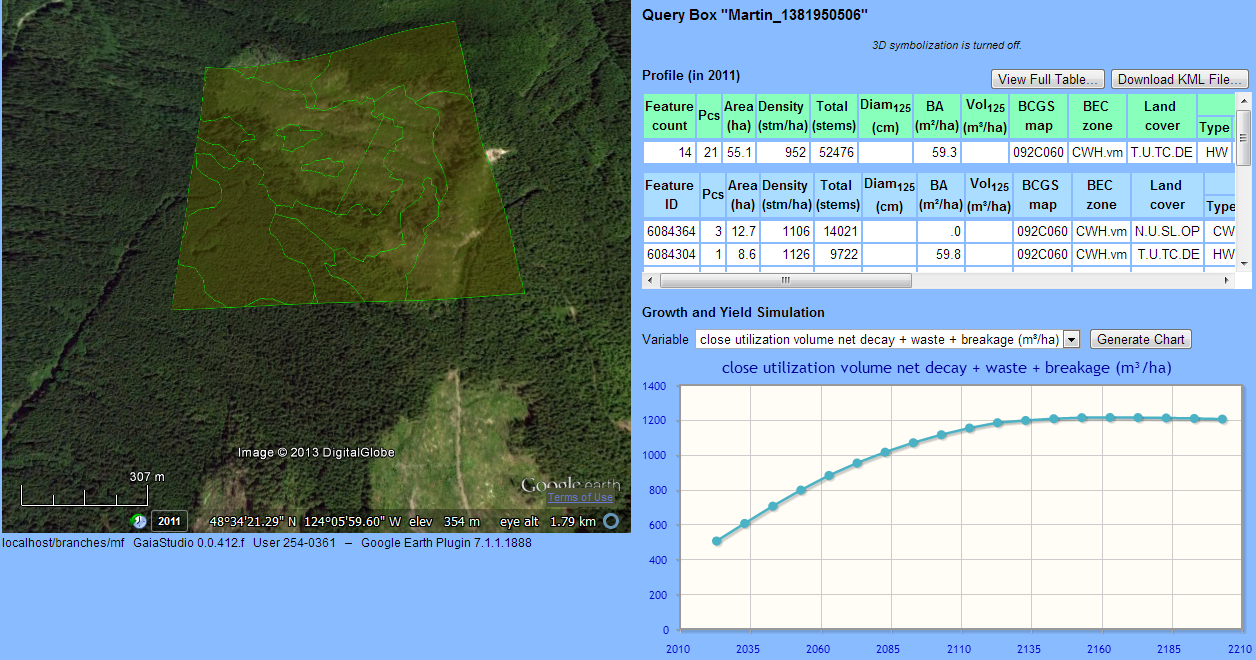 Query Box "Martin_1381950506"
3D symbolization is turned off.
Profile (in 2011)
View Full Table... Download KML File...
Feature count Pcs Area (ha) Density (stm/ha) Total (stems) Diam125 (cm) BA (m²/ha) Vol125 (m³/ha) BCGS map BEC zone Land cover Type
14 21 55.1 952 52476 59.3 092C060 CWH.vm T.U.TC.DE HW
Feature ID Pcs Area (ha) Density (stm/ha) Total (stems) Diam125 (cm) BA (m²/ha) Vol125 (m³/ha) BCGS map BEC zone Land cover Type
6084364 3 12.7 1106 14021 .0 092C060 CWH.vm N.U.SL.OP CW
6084304 1 8.6 1126 9722 59.8 092C060 CWH.vm T.U.TC.DE HW
Growth and Yield Simulation
Variable close utilization volume net decay + waste + breakage (m³/ha) Generate Chart
close utilization volume net decay + waste + breakage (m³/ha)
1400
1200
1000
800
600
400
200
0
2010 2035 2060 2085 2110 2135 2160 2185 2210
Image © 2013 DigitalGlobe
307 m
Google earth
Terms of Use
2011 48°34'21.29" N 124°05'59.60" W elev 354 m eye alt 1.79 km
localhost/branches/mf GaiaStudio 0.0.412.f User 254-0361 – Google Earth Plugin 7.1.1.1888